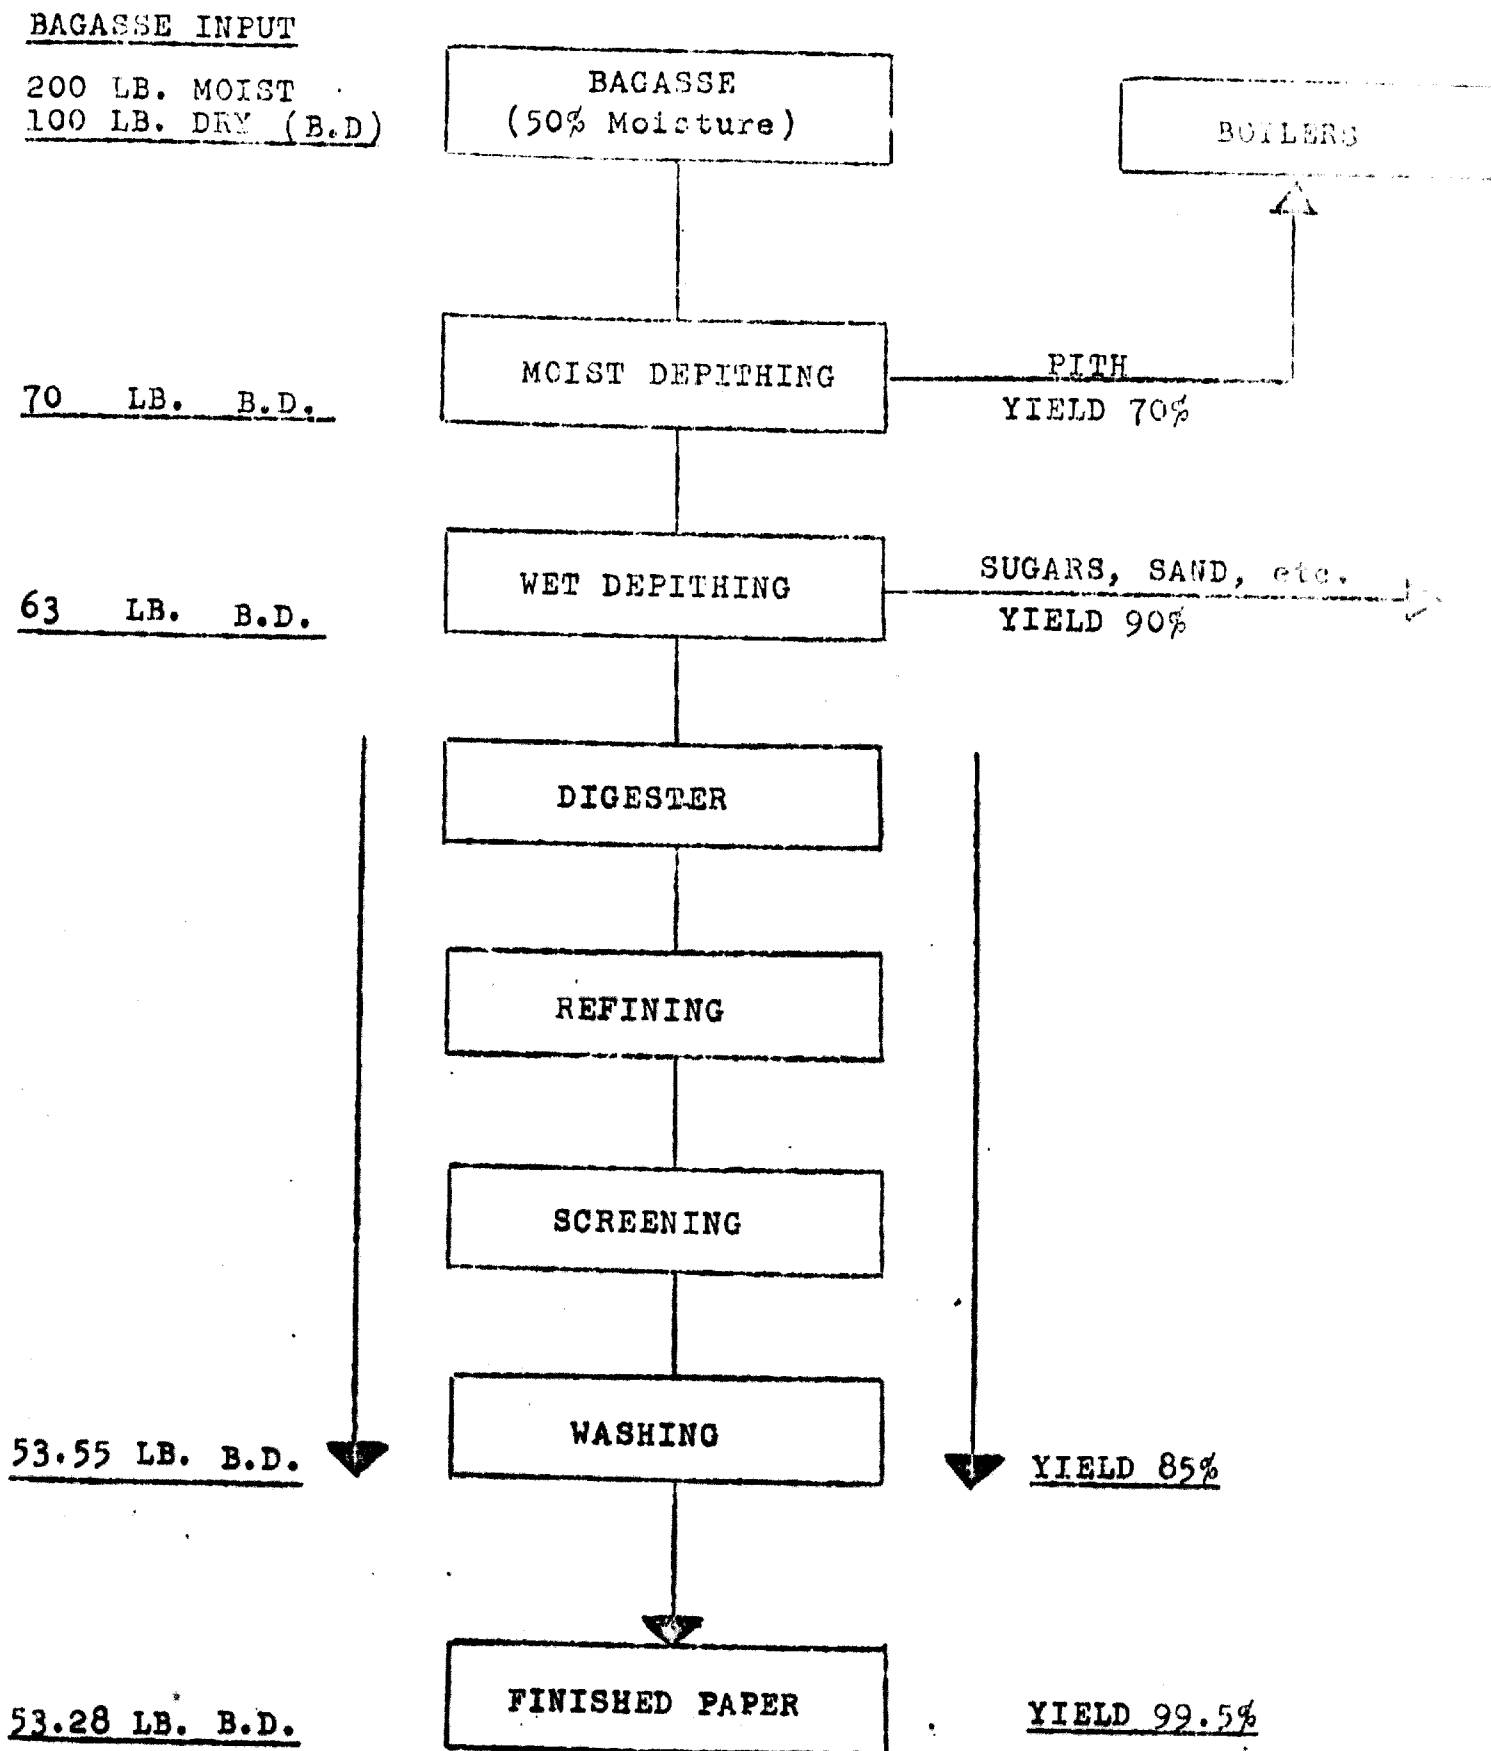 BAGASSE INPUT
200 LB. MOIST
100 LB. DRY (B.D)
BAGASSE
(50% Moisture)
BOILERS
70 LB. B.D.
MOIST DEPITHING
PITH
YIELD 70%
63 LB. B.D.
WET DEPITHING
SUGARS, SAND, etc.
YIELD 90%
DIGESTER
REFINING
SCREENING
53.55 LB. B.D.
WASHING
YIELD 85%
53.28 LB. B.D.
FINISHED PAPER
YIELD 99.5%